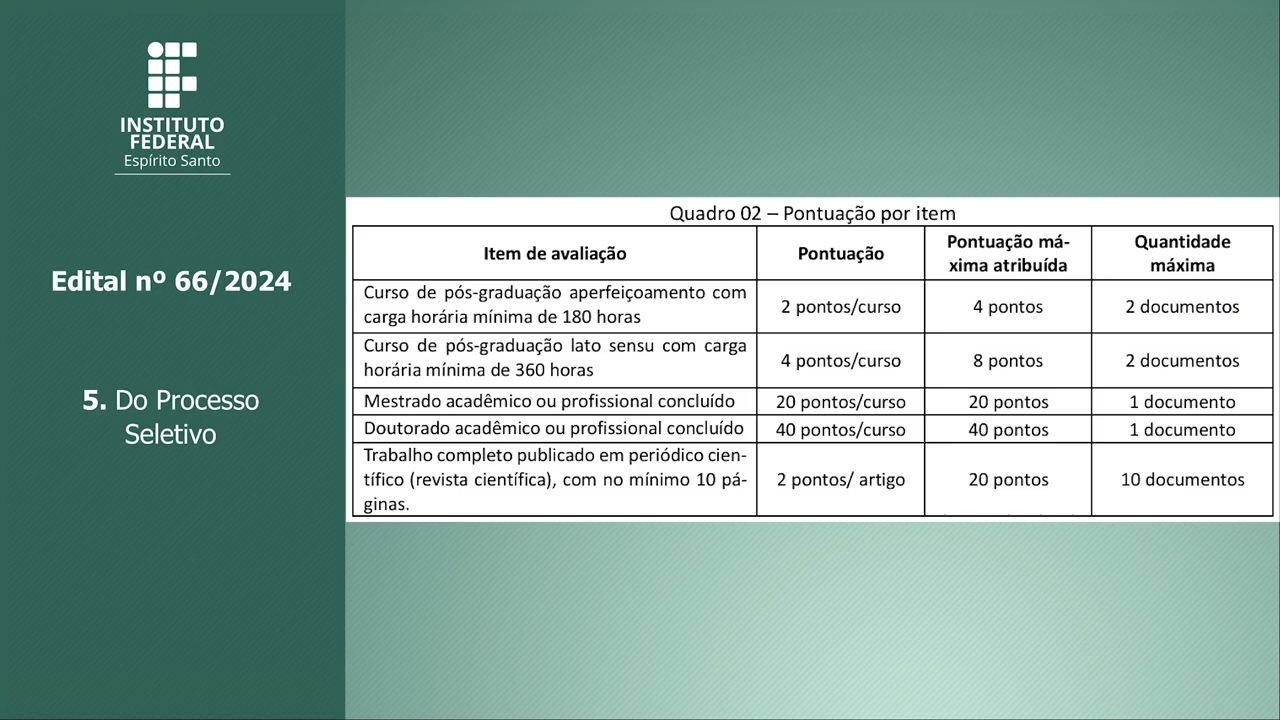 INSTITUTO
FEDERAL
Espírito Santo
Edital nº 66/2024
5. Do Processo
Seletivo
Quadro 02 – Pontuação por item
Item de avaliação
Pontuação
Pontuação má-
xima atribuída
Quantidade
máxima
Curso de pós-graduação aperfeiçoamento com
carga horária mínima de 180 horas
2 pontos/curso
4 pontos
2 documentos
Curso de pós-graduação lato sensu com carga
horária mínima de 360 horas
4 pontos/curso
8 pontos
2 documentos
Mestrado acadêmico ou profissional concluído
20 pontos/curso
20 pontos
1 documento
Doutorado acadêmico ou profissional concluído
40 pontos/curso
40 pontos
1 documento
Trabalho completo publicado em periódico cien-
tífico (revista científica), com no mínimo 10 pá-
ginas.
2 pontos/ artigo
20 pontos
10 documentos